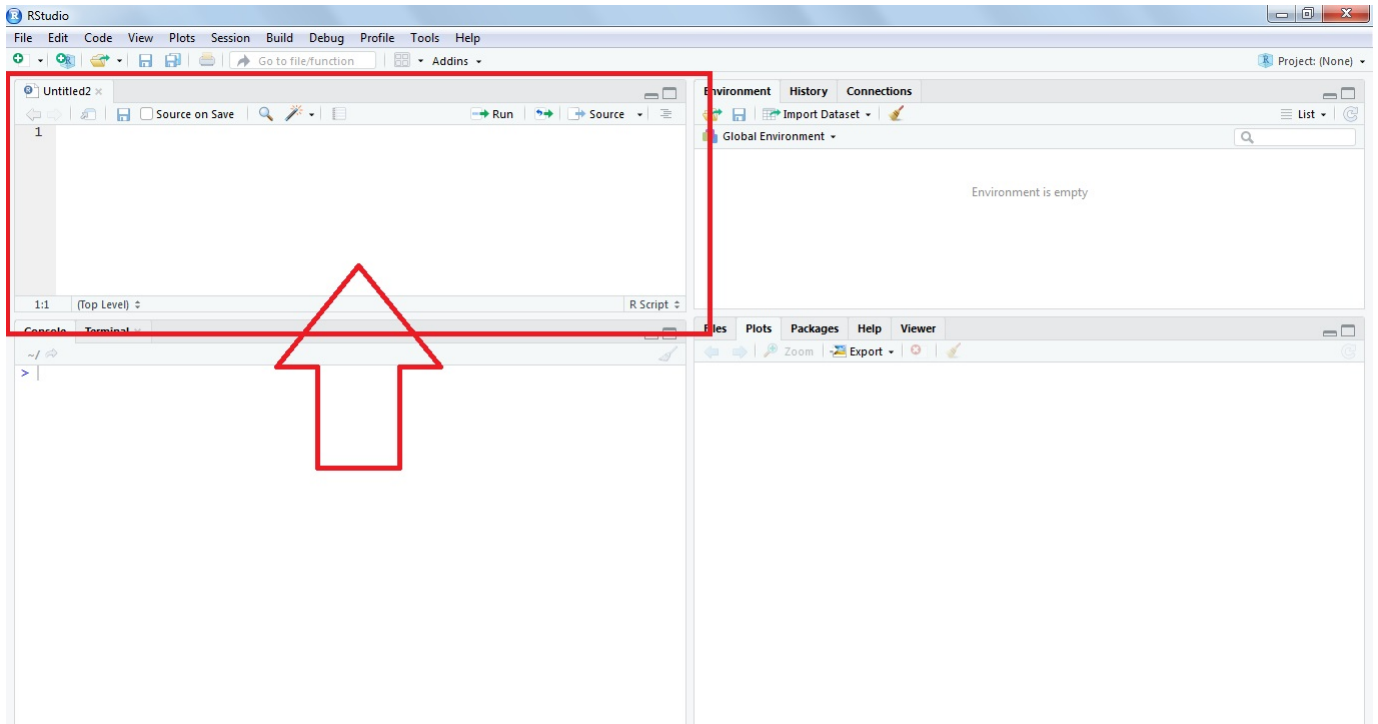 RStudio
File Edit Code View Plots Session Build Debug Profile Tools Help
Go to file/function Addins Project: (None)
Untitled2
Source on Save Run Source
1
1:1 (Top Level) R Script
Console Terminal
~/
>
Environment History Connections
Import Dataset List
Global Environment
Environment is empty
Files Plots Packages Help Viewer
Zoom Export